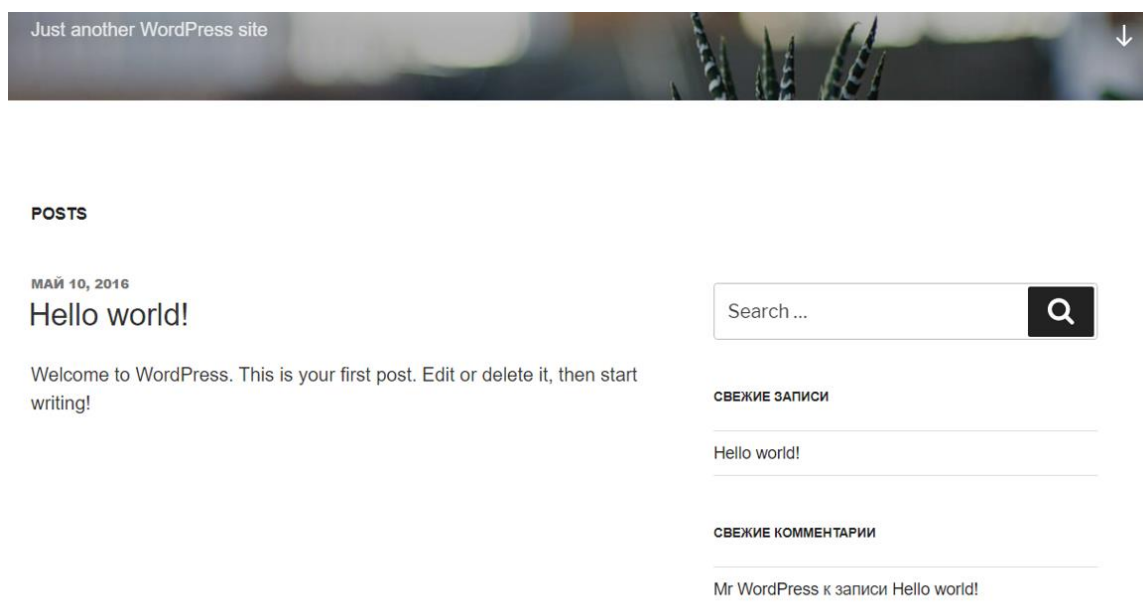 Just another WordPress site
POSTS
МАЙ 10, 2016
Hello world!
Welcome to WordPress. This is your first post. Edit or delete it, then start
writing!
Search ...
СВЕЖИЕ ЗАПИСИ
Hello world!
СВЕЖИЕ КОММЕНТАРИИ
Mr WordPress к записи Hello world!